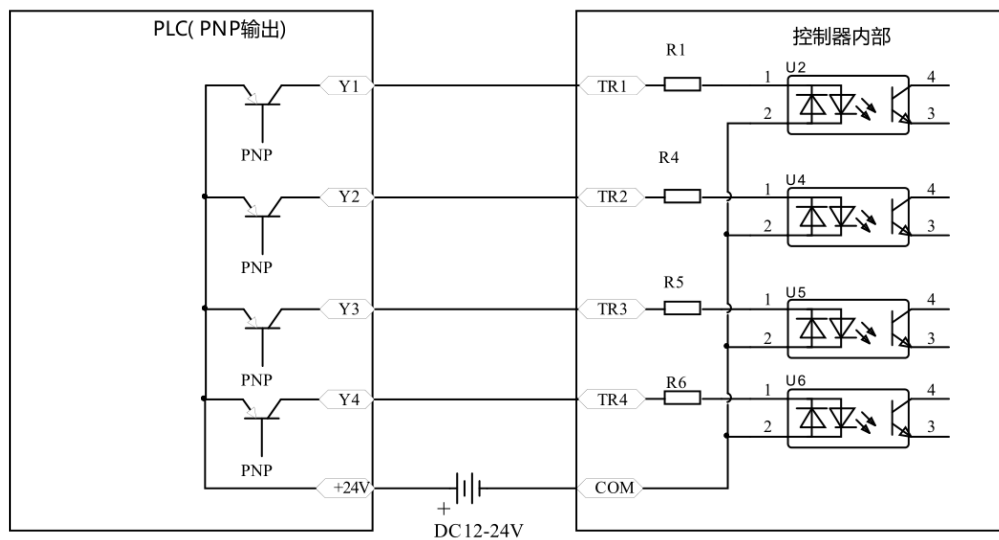 PLC( PNP输出)
控制器内部
R1
U2
Y1
TR1
1
4
2
3
PNP
R4
U4
Y2
TR2
1
4
2
3
PNP
R5
U5
Y3
TR3
1
4
2
3
PNP
R6
U6
Y4
TR4
1
4
2
3
PNP
+24V
COM
+
DC12-24V